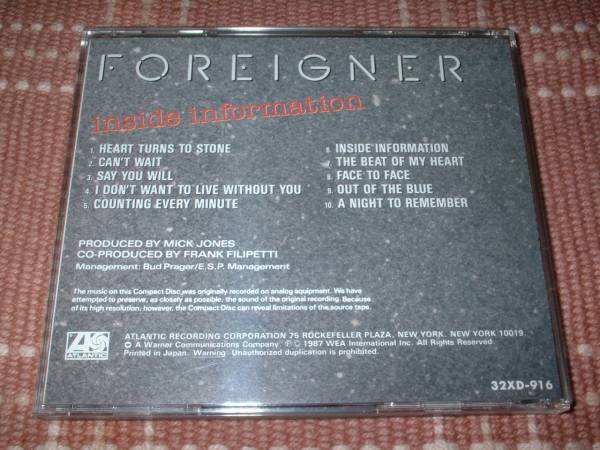 FOREIGNER
inside information
1. HEART TURNS TO STONE
2. CAN'T WAIT
3. SAY YOU WILL
4. I DON'T WANT TO LIVE WITHOUT YOU
5. COUNTING EVERY MINUTE
6. INSIDE INFORMATION
7. THE BEAT OF MY HEART
8. FACE TO FACE
9. OUT OF THE BLUE
10. A NIGHT TO REMEMBER
PRODUCED BY MICK JONES
CO-PRODUCED BY FRANK FILIPETTI
Management: Bud Prager/E.S.P. Management
The music on this Compact Disc was originally recorded on analog equipment. We have
attempted to preserve, as closely as possible, the sound of the original recording. Because
of its high resolution, however, the Compact Disc can reveal limitations of the source tape.
ATLANTIC
ATLANTIC RECORDING CORPORATION 75 ROCKEFELLER PLAZA, NEW YORK, NEW YORK 10019.
A Warner Communications Company ℗ © 1987 WEA International Inc. All Rights Reserved.
Printed in Japan. Warning: Unauthorized duplication is prohibited.
32XD-916